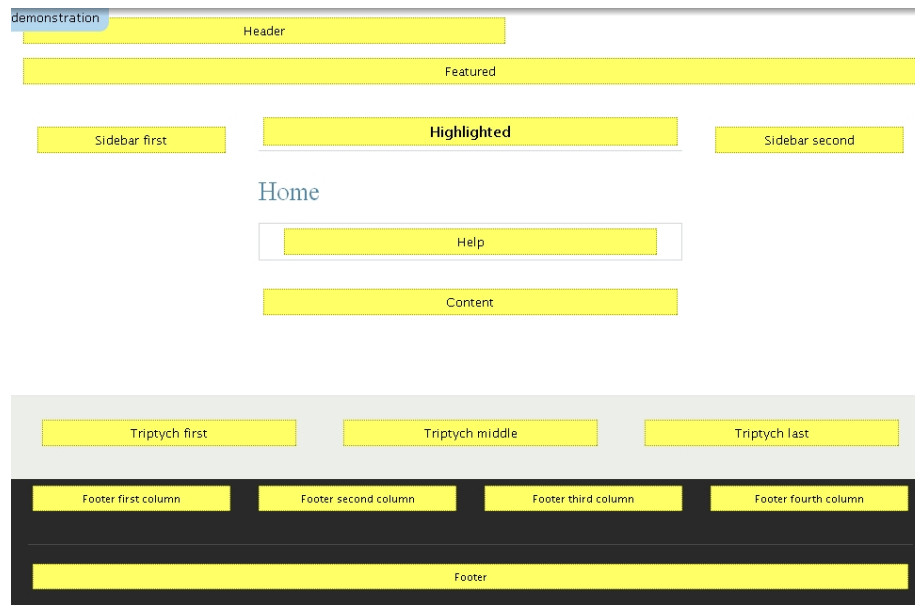 demonstration
Header
Featured
Sidebar first
Highlighted
Sidebar second
Home
Help
Content
Triptych first
Triptych middle
Triptych last
Footer first column
Footer second column
Footer third column
Footer fourth column
Footer